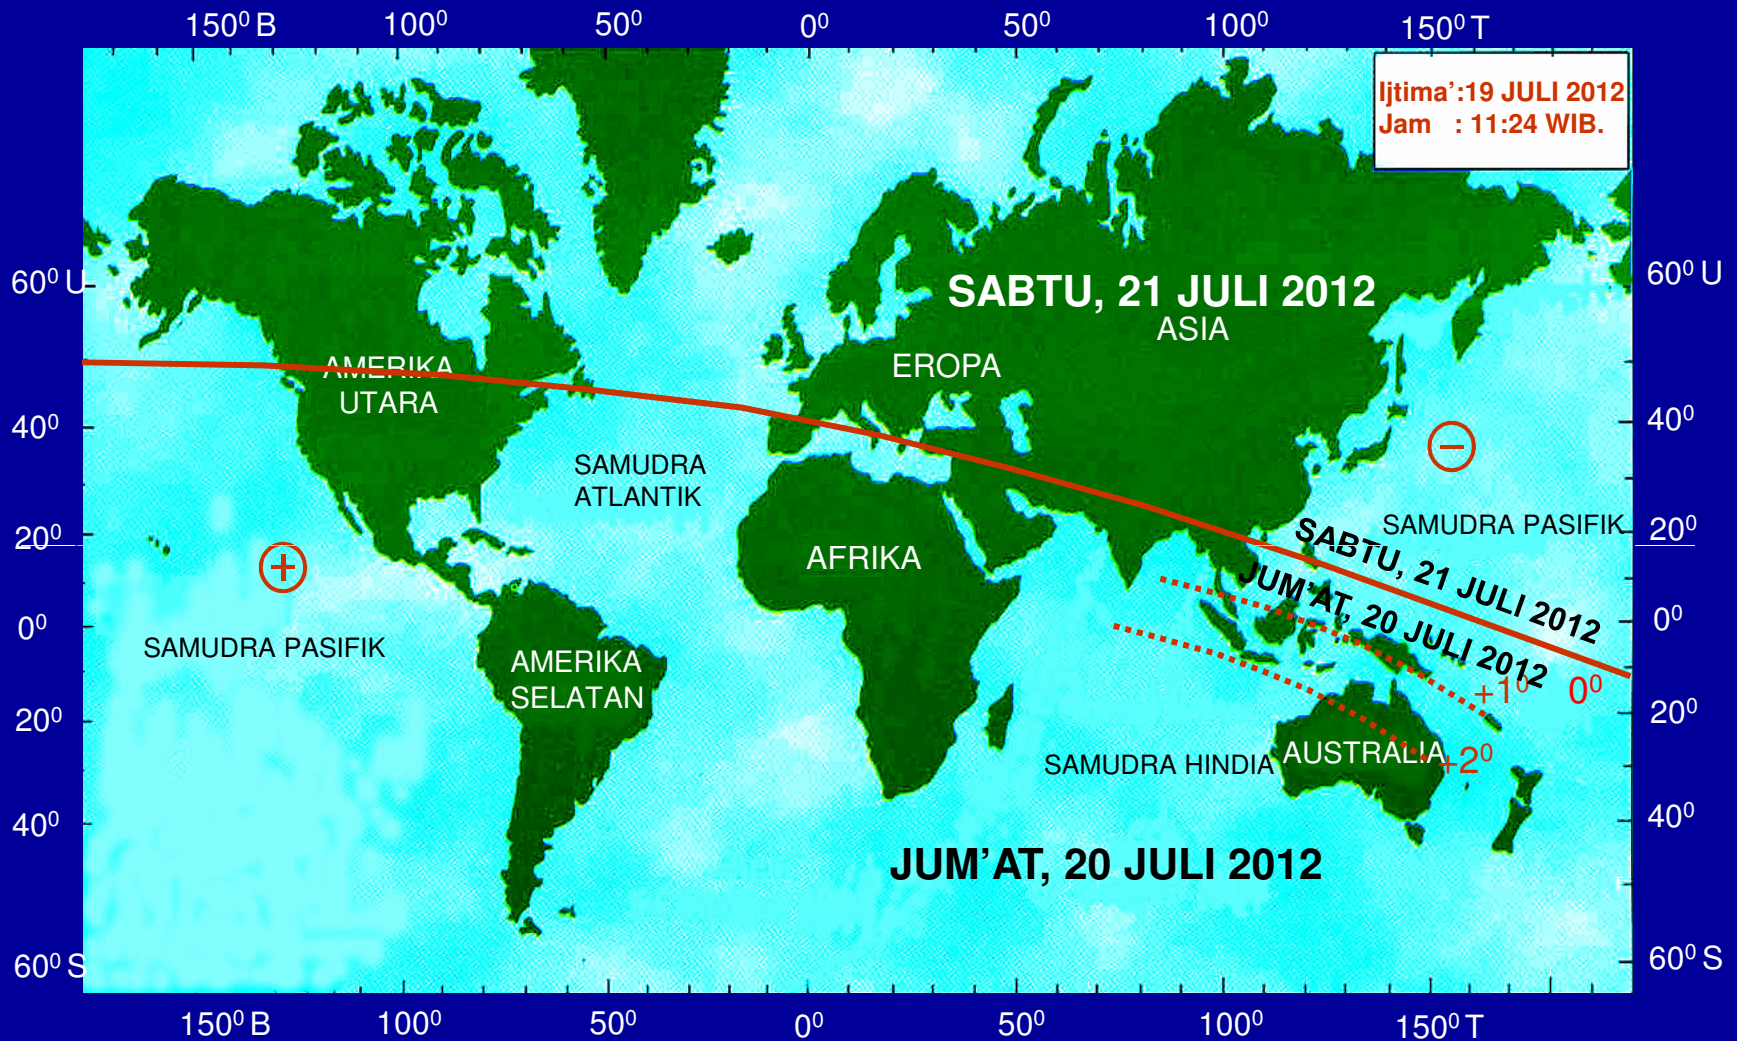 150⁰ B 100⁰ 50⁰ 0⁰ 50⁰ 100⁰ 150⁰ T
Ijtima':19 JULI 2012
Jam : 11:24 WIB.
60⁰ U 60⁰ U
SABTU, 21 JULI 2012
ASIA
EROPA
AMERIKA
UTARA
40⁰ 40⁰
−
SAMUDRA
ATLANTIK
SAMUDRA PASIFIK
20⁰ 20⁰
SABTU, 21 JULI 2012
AFRIKA
+
JUM'AT, 20 JULI 2012
0⁰ 0⁰
SAMUDRA PASIFIK
AMERIKA
SELATAN
+1⁰ 0⁰
20⁰ 20⁰
SAMUDRA HINDIA
AUSTRALIA
+2⁰
40⁰ 40⁰
JUM'AT, 20 JULI 2012
60⁰ S 60⁰ S
150⁰ B 100⁰ 50⁰ 0⁰ 50⁰ 100⁰ 150⁰ T